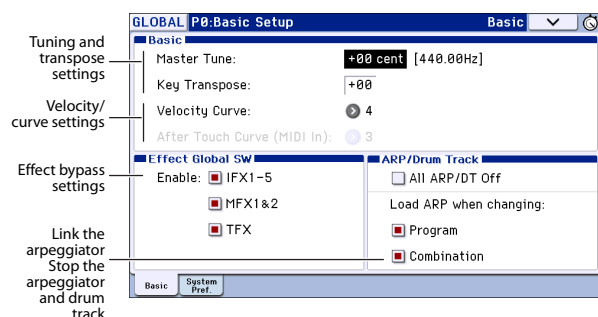 GLOBAL P0:Basic Setup Basic
Basic
Tuning and
transpose
settings
Master Tune: +00 cent [440.00Hz]
Key Transpose: +00
Velocity/
curve settings
Velocity Curve: 4
After Touch Curve (MIDI In): 3
Effect Global SW
Effect bypass
settings
Enable: IFX1-5
MFX1&2
TFX
ARP/Drum Track
All ARP/DT Off
Load ARP when changing:
Program
Combination
Link the
arpeggiator
Stop the
arpeggiator
and drum
track
Basic
System
Pref.